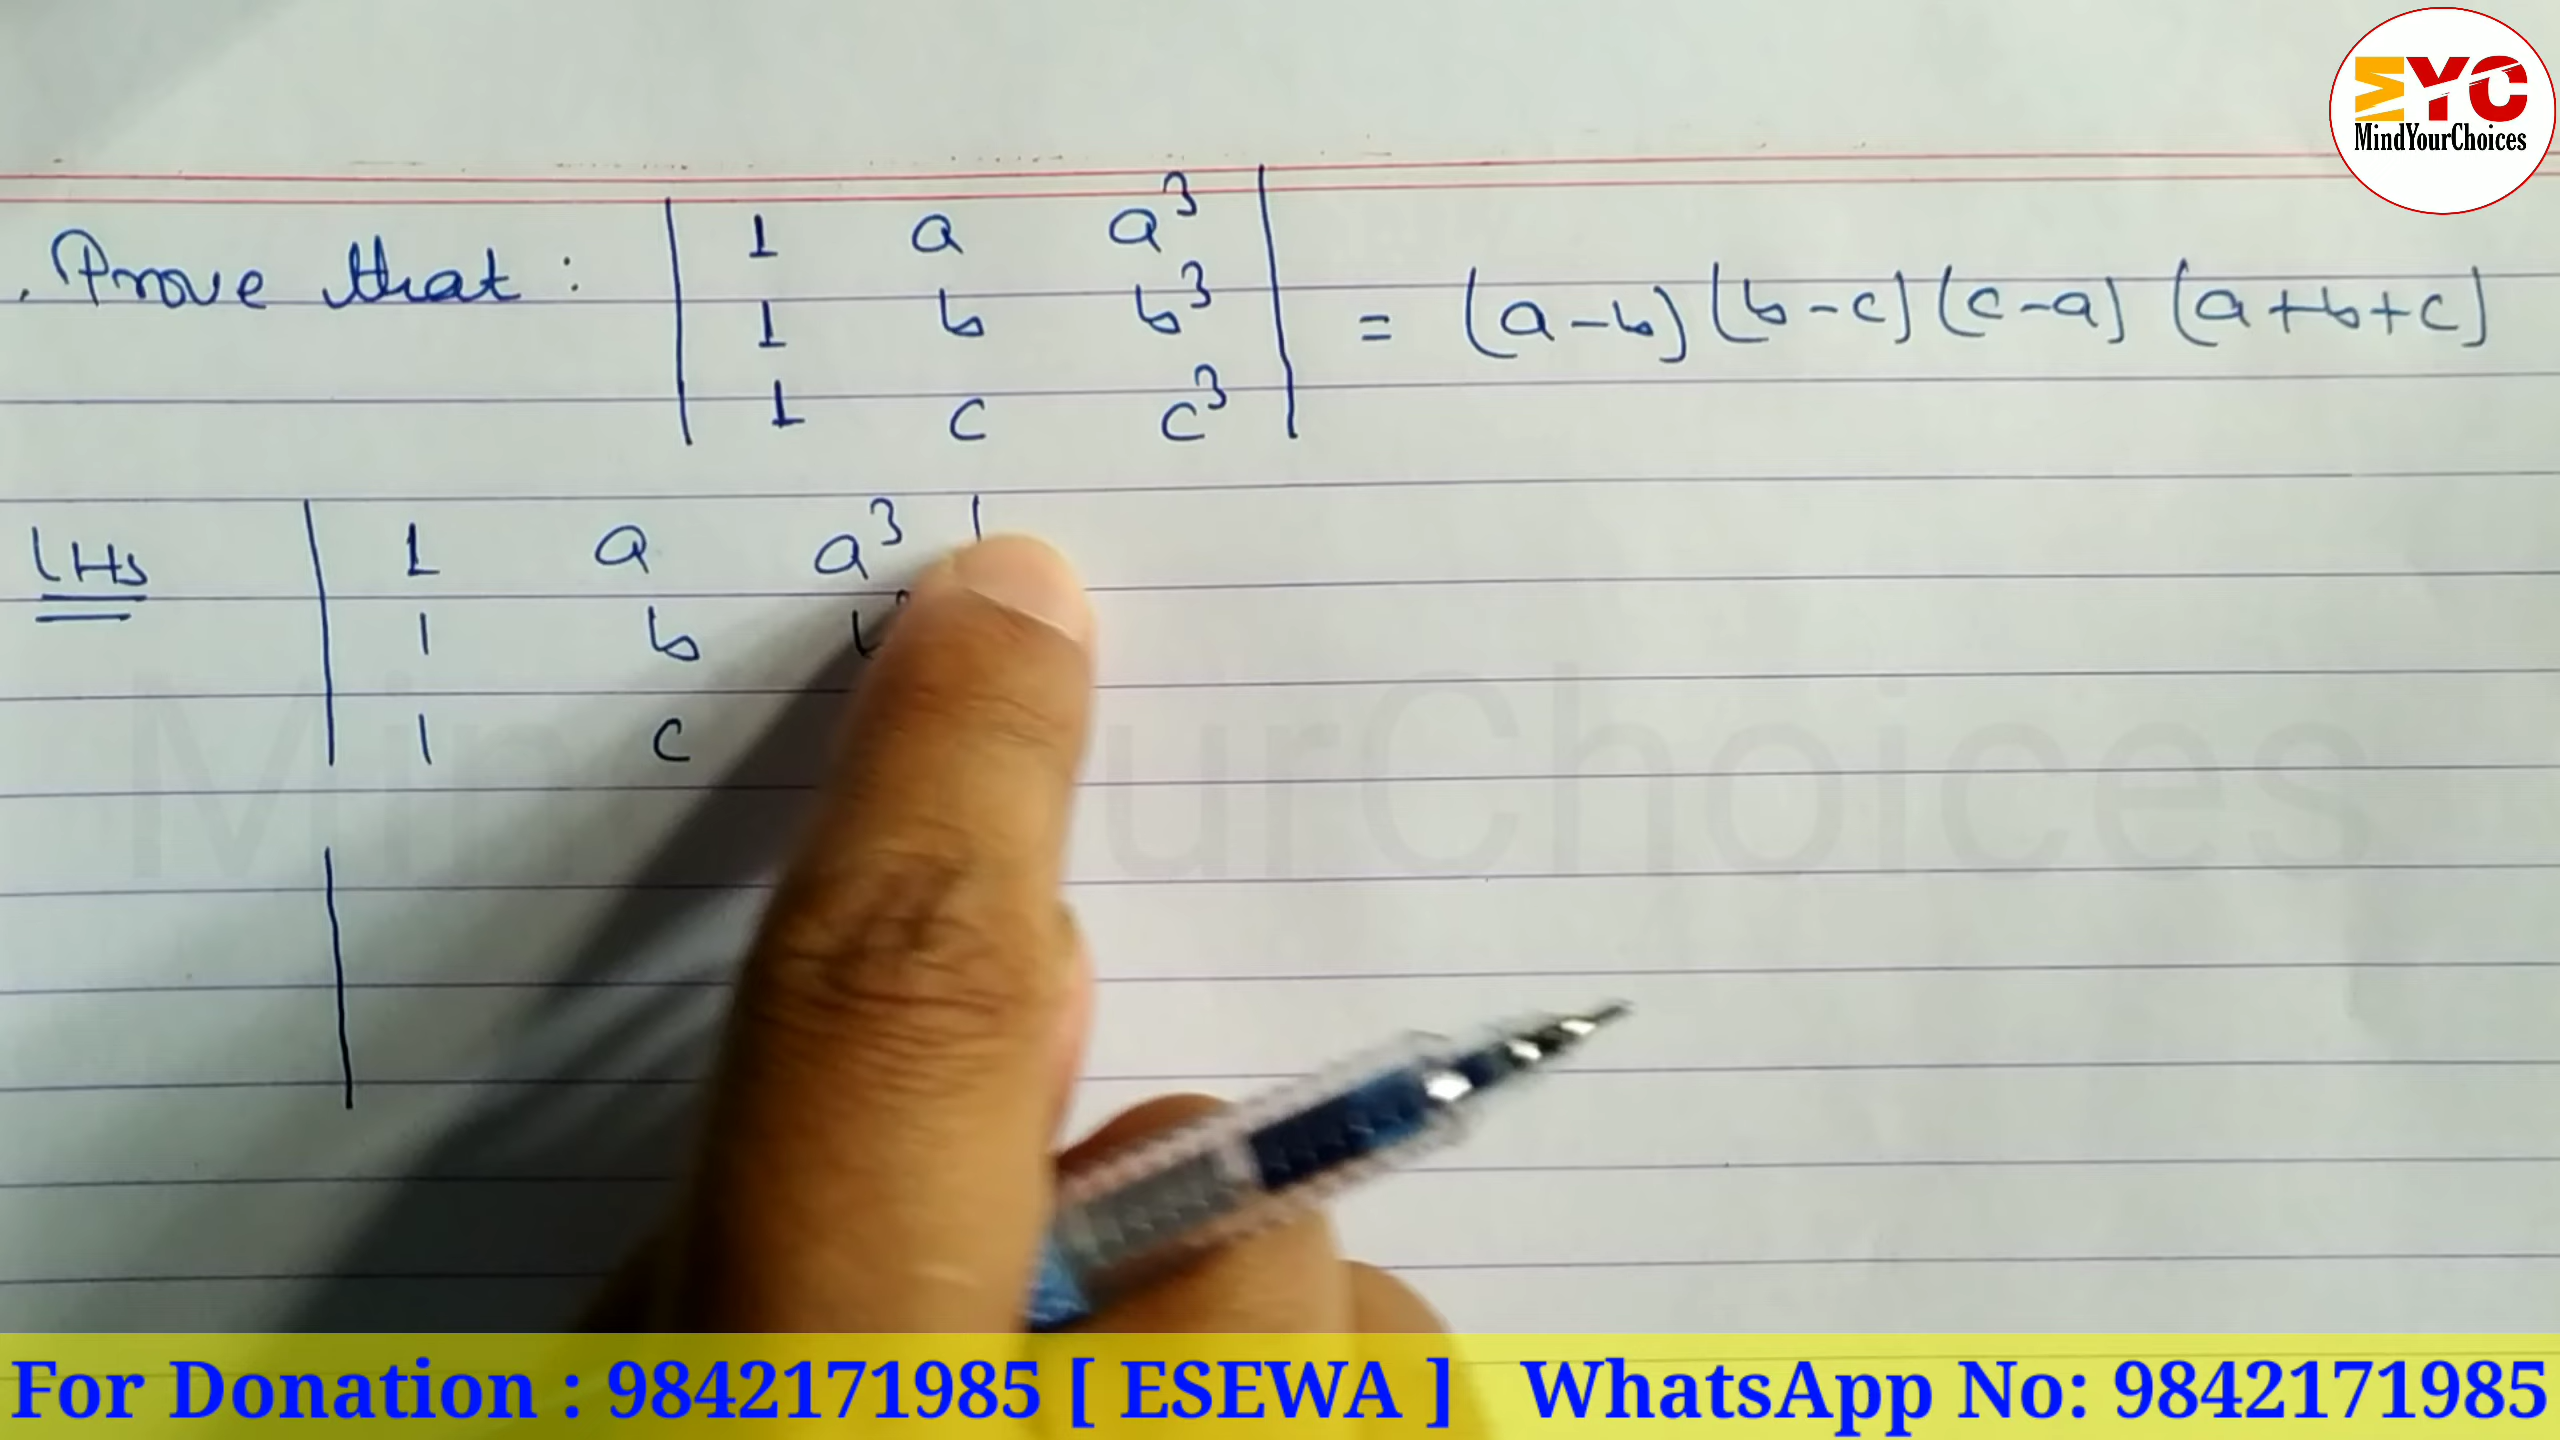 MYC
MindYourChoices
. Prove that : | 1 a a³ |
| 1 b b³ | = (a-b) (b-c) (c-a) (a+b+c)
| 1 c c³ |
LHS | 1 a a³ |
| 1 b
| 1 c
|
For Donation : 9842171985 [ ESEWA ] WhatsApp No: 9842171985